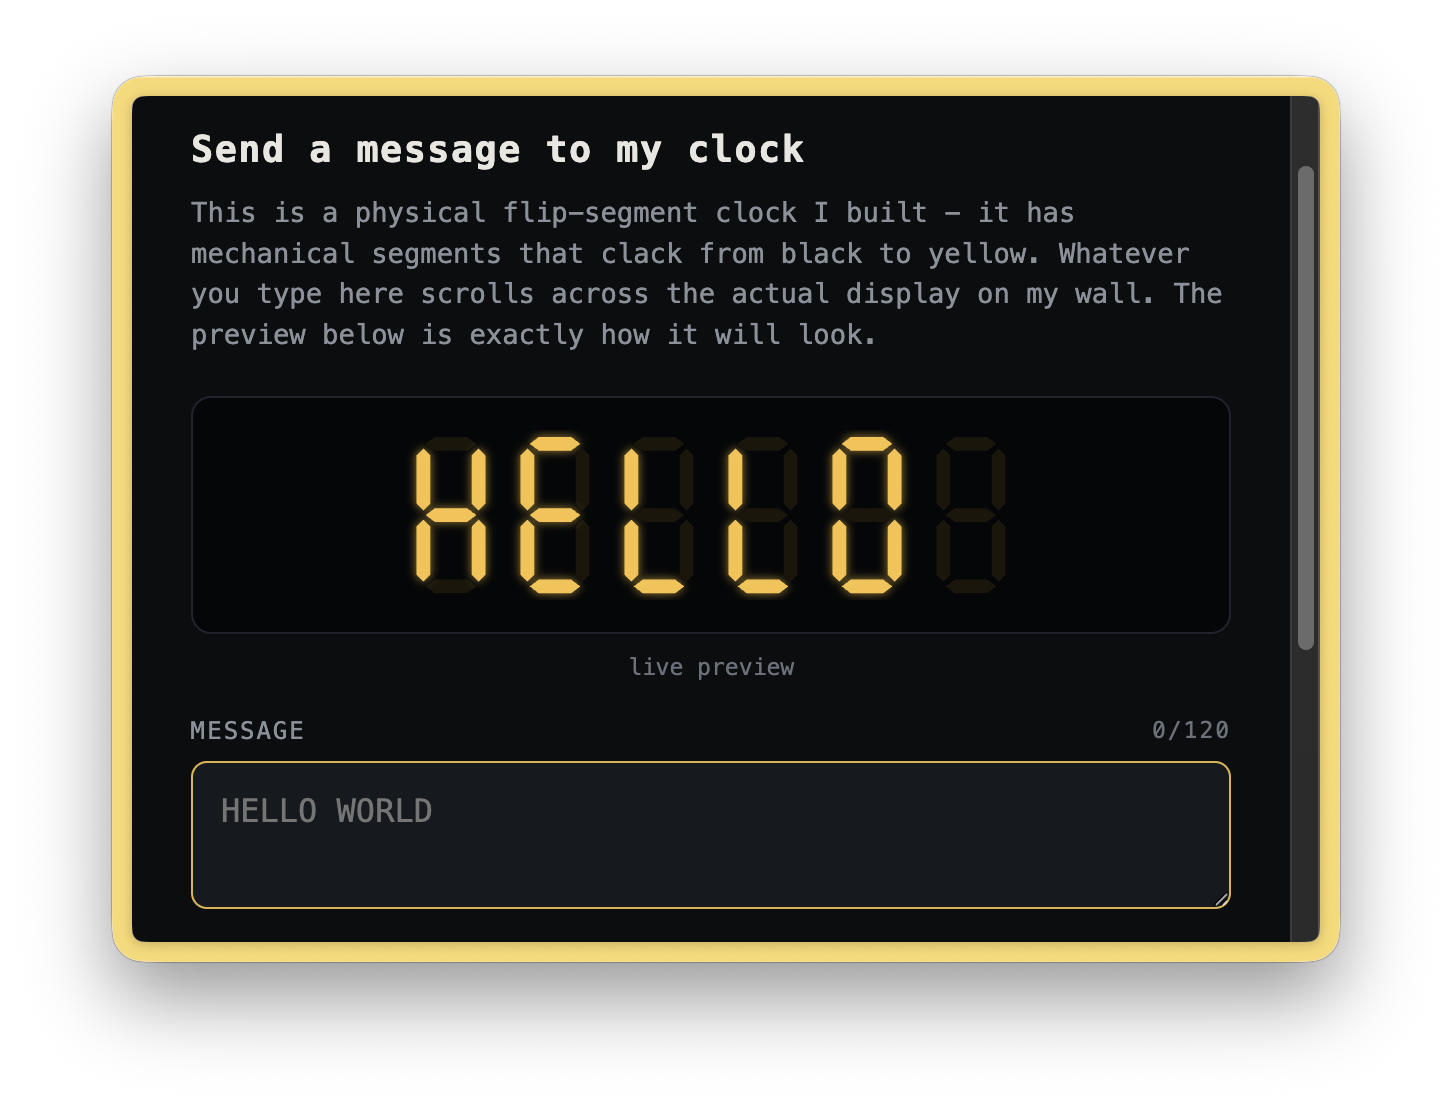 Send a message to my clock
This is a physical flip-segment clock I built - it has
mechanical segments that clack from black to yellow. Whatever
you type here scrolls across the actual display on my wall. The
preview below is exactly how it will look.
HELLO
live preview
MESSAGE 0/120
HELLO WORLD